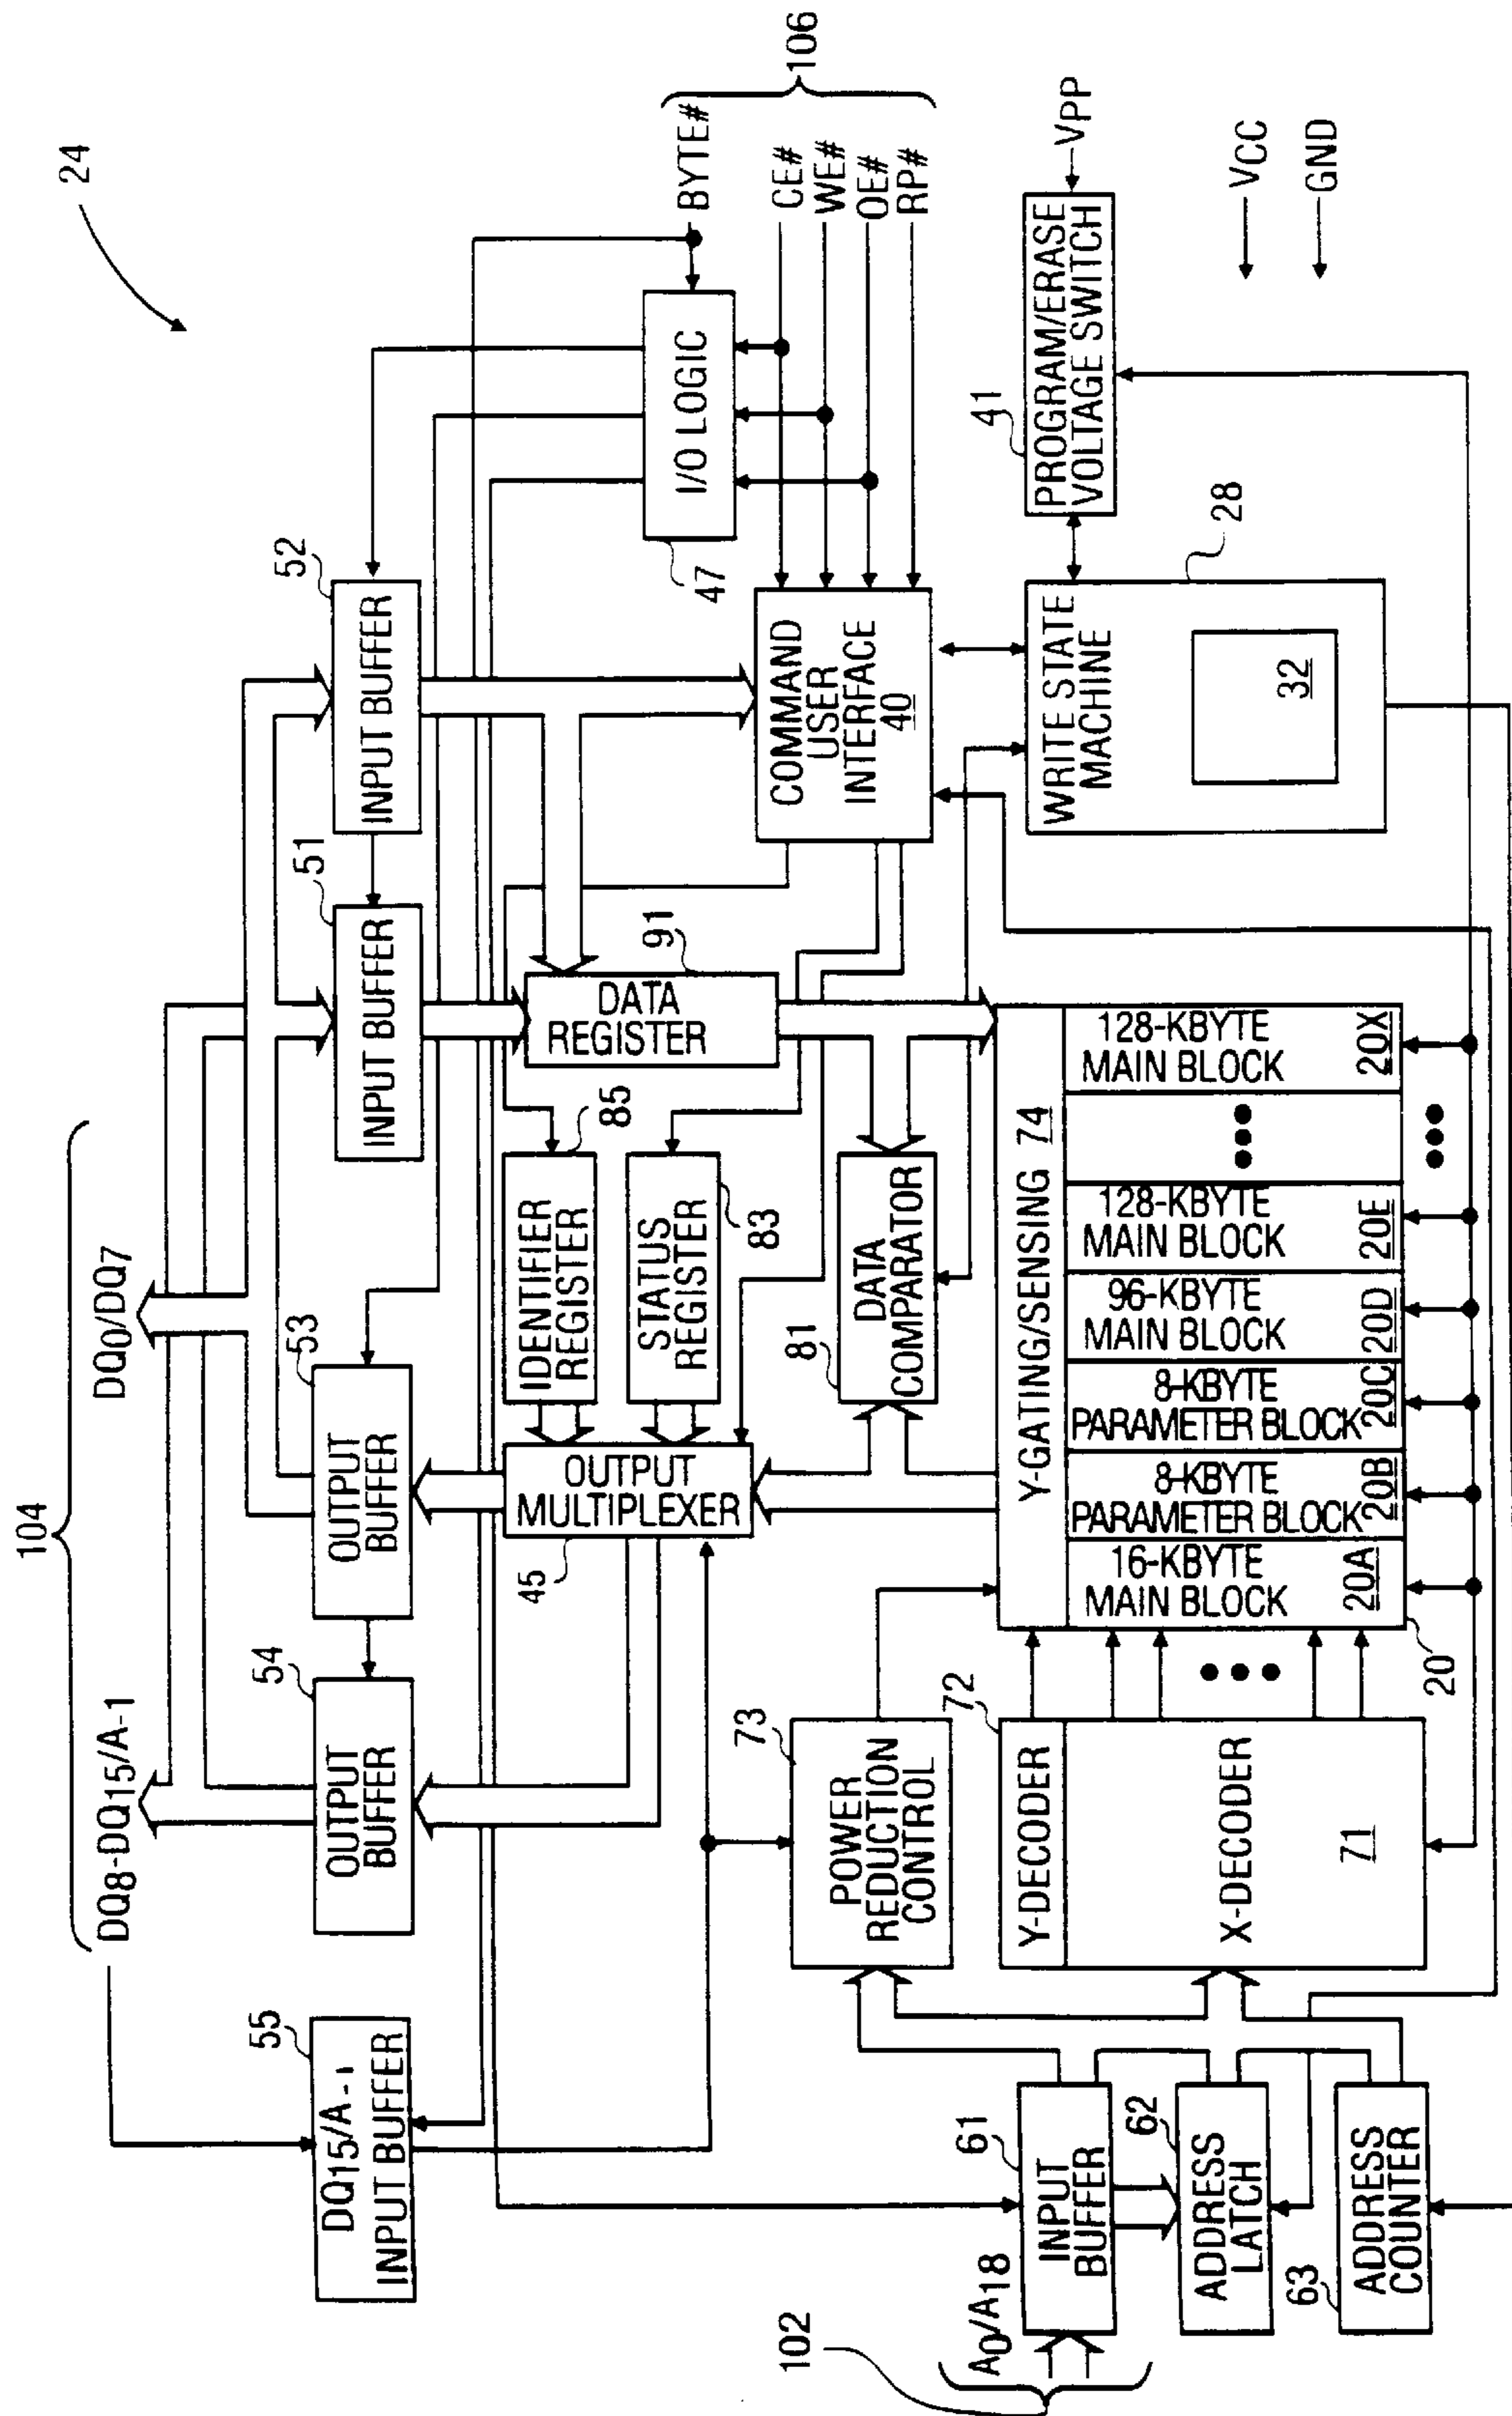 24
104
DQ8-DQ15/A-1
DQ0/DQ7
55
DQ15/A-1
INPUT BUFFER
54
OUTPUT
BUFFER
53
OUTPUT
BUFFER
51
INPUT BUFFER
52
INPUT BUFFER
106
BYTE#
CE#
WE#
OE#
RP#
I/O LOGIC
47
45
OUTPUT
MULTIPLEXER
IDENTIFIER
REGISTER
85
STATUS
REGISTER
83
DATA
REGISTER
91
COMMAND
USER
INTERFACE
40
73
POWER
REDUCTION
CONTROL
81
DATA
COMPARATOR
41
PROGRAM/ERASE
VOLTAGE SWITCH
VPP
VCC
GND
WRITE STATE
MACHINE
28
32
102
A0/A18
61
INPUT
BUFFER
62
ADDRESS
LATCH
63
ADDRESS
COUNTER
72
Y-DECODER
X-DECODER
71
20
Y-GATING/SENSING 74
16-KBYTE
MAIN BLOCK
20A
8-KBYTE
PARAMETER BLOCK
20B
8-KBYTE
PARAMETER BLOCK
20C
96-KBYTE
MAIN BLOCK
20D
128-KBYTE
MAIN BLOCK
20E
128-KBYTE
MAIN BLOCK
20X